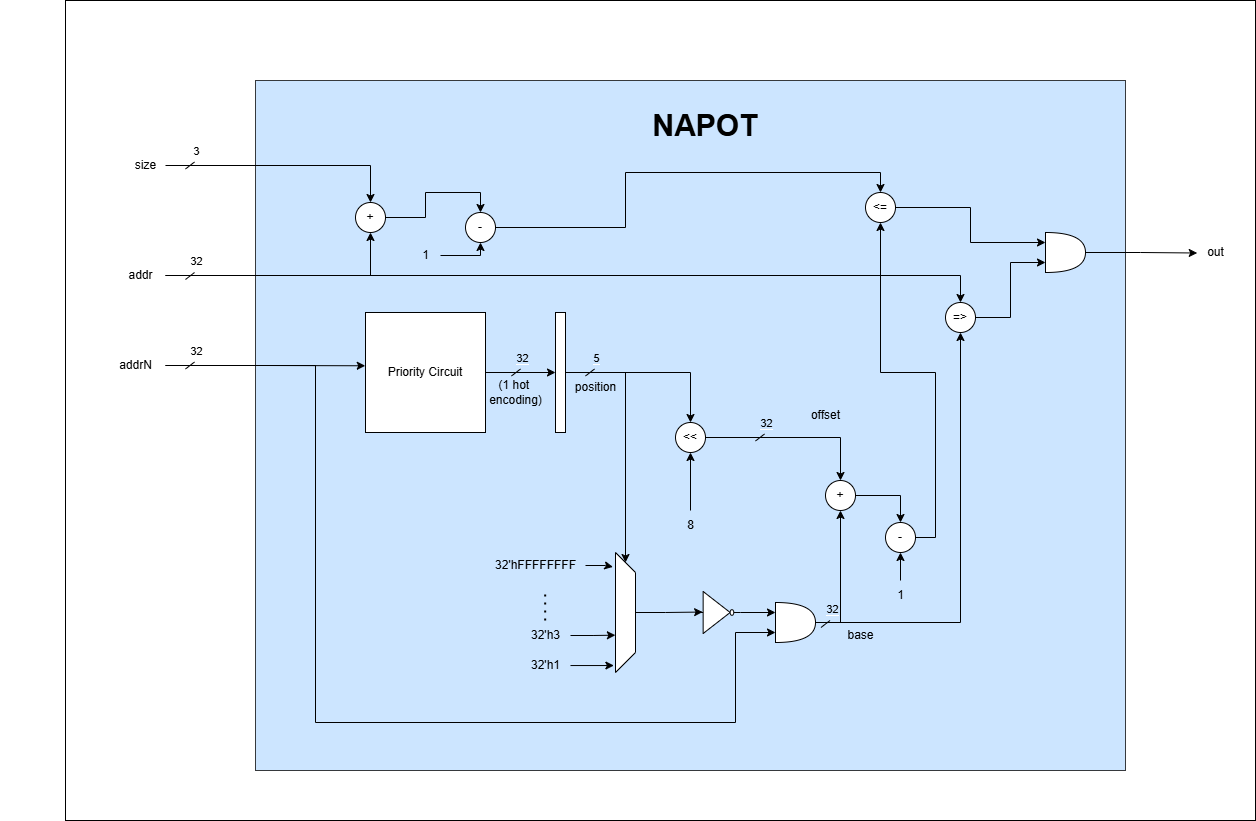 NAPOT
size
3
+
-
1
<=
addr
32
out
=>
addrN
32
Priority Circuit
32
(1 hot
encoding)
5
position
<<
8
32
offset
+
-
1
32'hFFFFFFFF
32'h3
32'h1
32
base